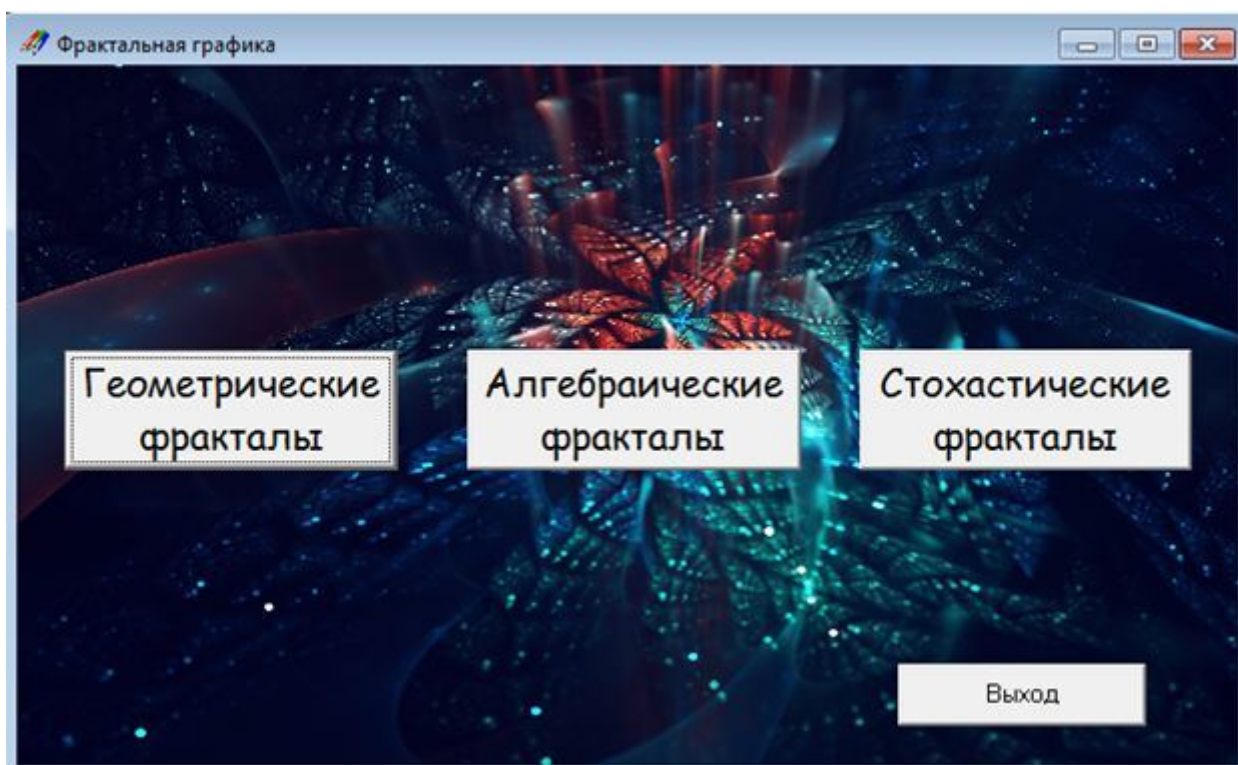 Фрактальная графика
Геометрические
фракталы
Алгебраические
фракталы
Стохастические
фракталы
Выход